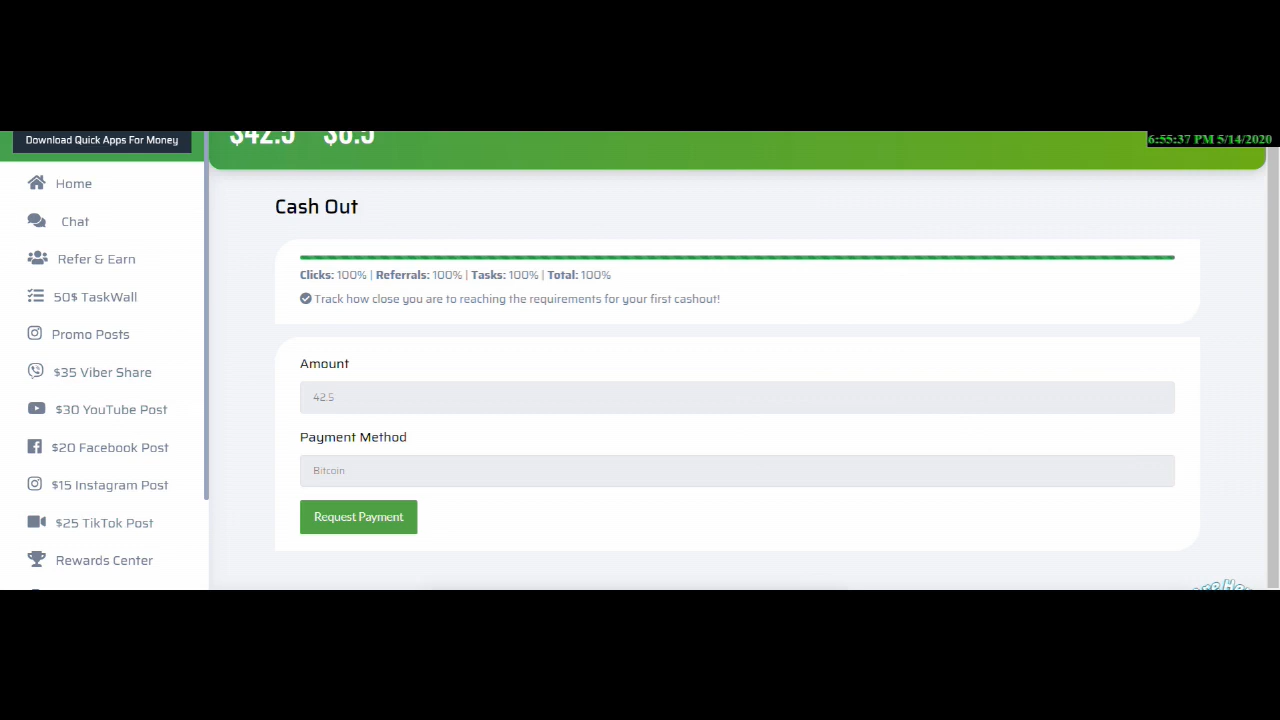 Download Quick Apps For Money
$42.5 $6.5
6:55:37 PM 5/14/2020
Home
Chat
Refer & Earn
50$ TaskWall
Promo Posts
$35 Viber Share
$30 YouTube Post
$20 Facebook Post
$15 Instagram Post
$25 TikTok Post
Rewards Center
Cash Out
Clicks: 100% | Referrals: 100% | Tasks: 100% | Total: 100%
Track how close you are to reaching the requirements for your first cashout!
Amount
42.5
Payment Method
Bitcoin
Request Payment